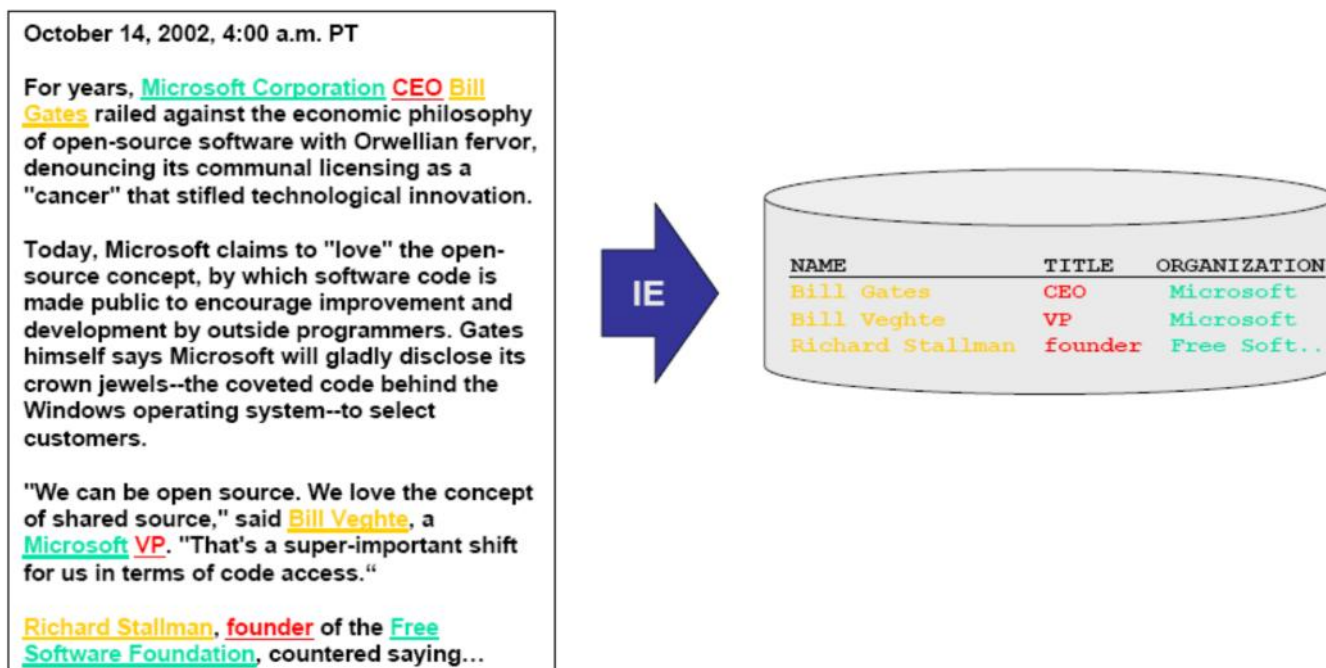 October 14, 2002, 4:00 a.m. PT
For years, Microsoft Corporation CEO Bill
Gates railed against the economic philosophy
of open-source software with Orwellian fervor,
denouncing its communal licensing as a
"cancer" that stifled technological innovation.
Today, Microsoft claims to "love" the open-
source concept, by which software code is
made public to encourage improvement and
development by outside programmers. Gates
himself says Microsoft will gladly disclose its
crown jewels--the coveted code behind the
Windows operating system--to select
customers.
"We can be open source. We love the concept
of shared source," said Bill Veghte, a
Microsoft VP. "That's a super-important shift
for us in terms of code access.“
Richard Stallman, founder of the Free
Software Foundation, countered saying…
IE
NAME TITLE ORGANIZATION
Bill Gates CEO Microsoft
Bill Veghte VP Microsoft
Richard Stallman founder Free Soft..